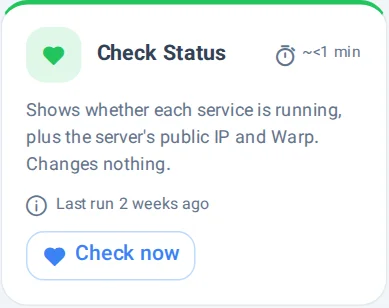 Check Status
~<1 min
Shows whether each service is running,
plus the server's public IP and Warp.
Changes nothing.
Last run 2 weeks ago
Check now